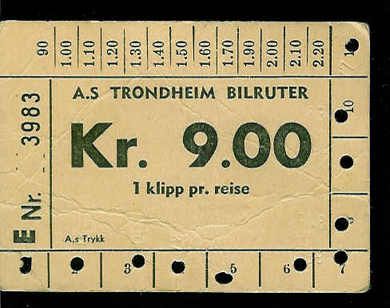 90 1.00 1.10 1.20 1.30 1.40 1.50 1.60 1.70 1.90 2.00 2.10 2.20
A.S TRONDHEIM BILRUTER
Kr. 9.00
1 klipp pr. reise
A.s Trykk
E Nr. 3983
10
1 2 3 4 5 6 7